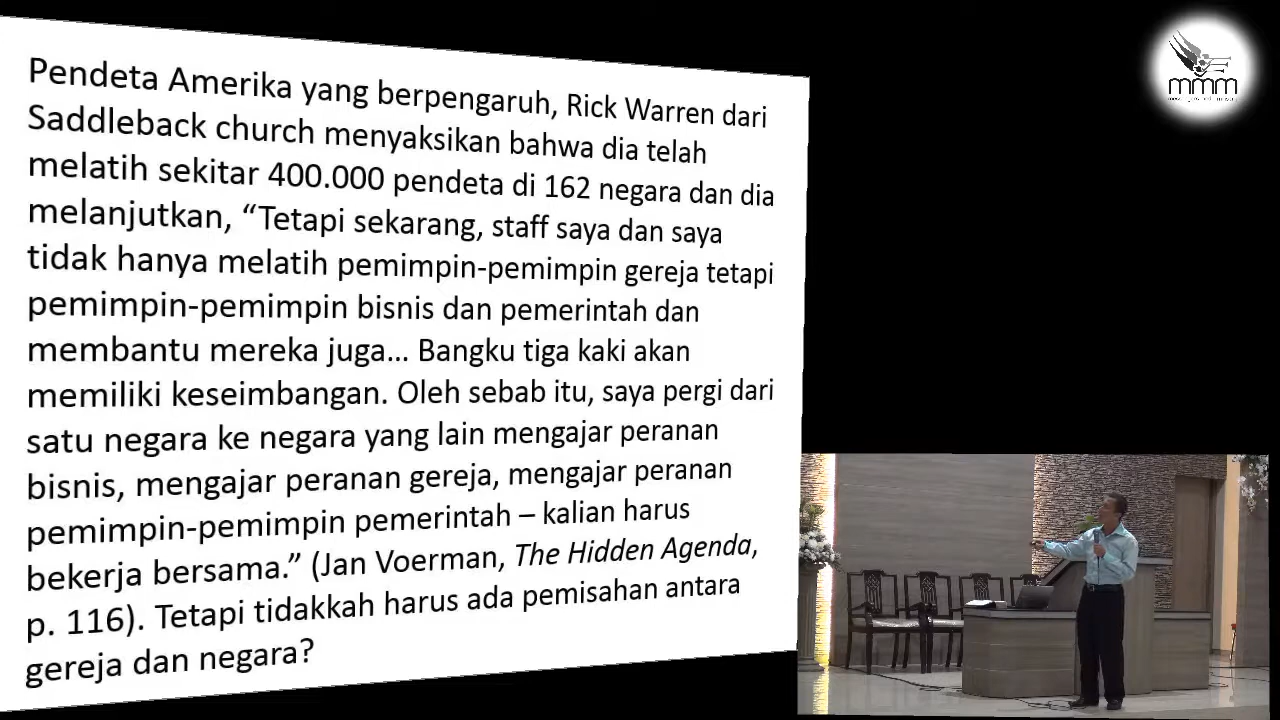 Pendeta Amerika yang berpengaruh, Rick Warren dari
Saddleback church menyaksikan bahwa dia telah
melatih sekitar 400.000 pendeta di 162 negara dan dia
melanjutkan, “Tetapi sekarang, staff saya dan saya
tidak hanya melatih pemimpin-pemimpin gereja tetapi
pemimpin-pemimpin bisnis dan pemerintah dan
membantu mereka juga... Bangku tiga kaki akan
memiliki keseimbangan. Oleh sebab itu, saya pergi dari
satu negara ke negara yang lain mengajar peranan
bisnis, mengajar peranan gereja, mengajar peranan
pemimpin-pemimpin pemerintah – kalian harus
bekerja bersama.” (Jan Voerman, The Hidden Agenda,
p. 116). Tetapi tidakkah harus ada pemisahan antara
gereja dan negara?
mmm